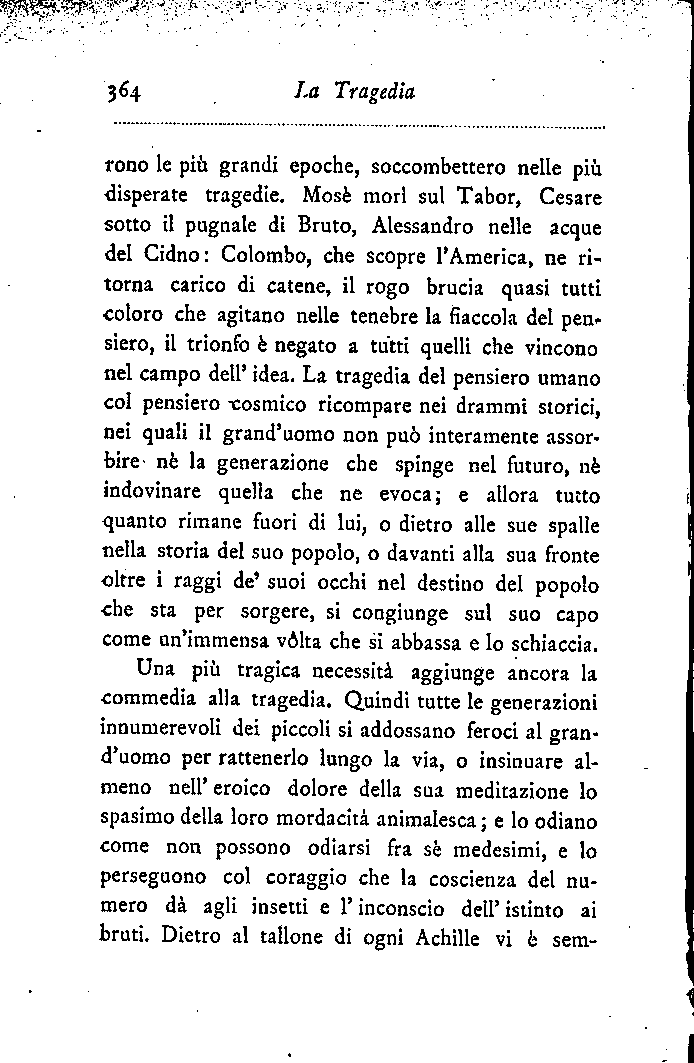 364 La Tragedia
rono le più grandi epoche, soccombettero nelle più
disperate tragedie. Mosè morì sul Tabor, Cesare
sotto il pugnale di Bruto, Alessandro nelle acque
del Cidno: Colombo, che scopre l'America, ne ri-
torna carico di catene, il rogo brucia quasi tutti
coloro che agitano nelle tenebre la fiaccola del pen-
siero, il trionfo è negato a tutti quelli che vincono
nel campo dell' idea. La tragedia del pensiero umano
col pensiero cosmico ricompare nei drammi storici,
nei quali il grand'uomo non può interamente assor-
bire nè la generazione che spinge nel futuro, nè
indovinare quella che ne evoca; e allora tutto
quanto rimane fuori di lui, o dietro alle sue spalle
nella storia del suo popolo, o davanti alla sua fronte
oltre i raggi de' suoi occhi nel destino del popolo
che sta per sorgere, si congiunge sul suo capo
come un'immensa vôlta che si abbassa e lo schiaccia.
Una più tragica necessità aggiunge ancora la
commedia alla tragedia. Quindi tutte le generazioni
innumerevoli dei piccoli si addossano feroci al gran-
d'uomo per rattenerlo lungo la via, o insinuare al-
meno nell' eroico dolore della sua meditazione lo
spasimo della loro mordacità animalesca; e lo odiano
come non possono odiarsi fra sè medesimi, e lo
perseguono col coraggio che la coscienza del nu-
mero dà agli insetti e l' inconscio dell' istinto ai
bruti. Dietro al tallone di ogni Achille vi è sem-